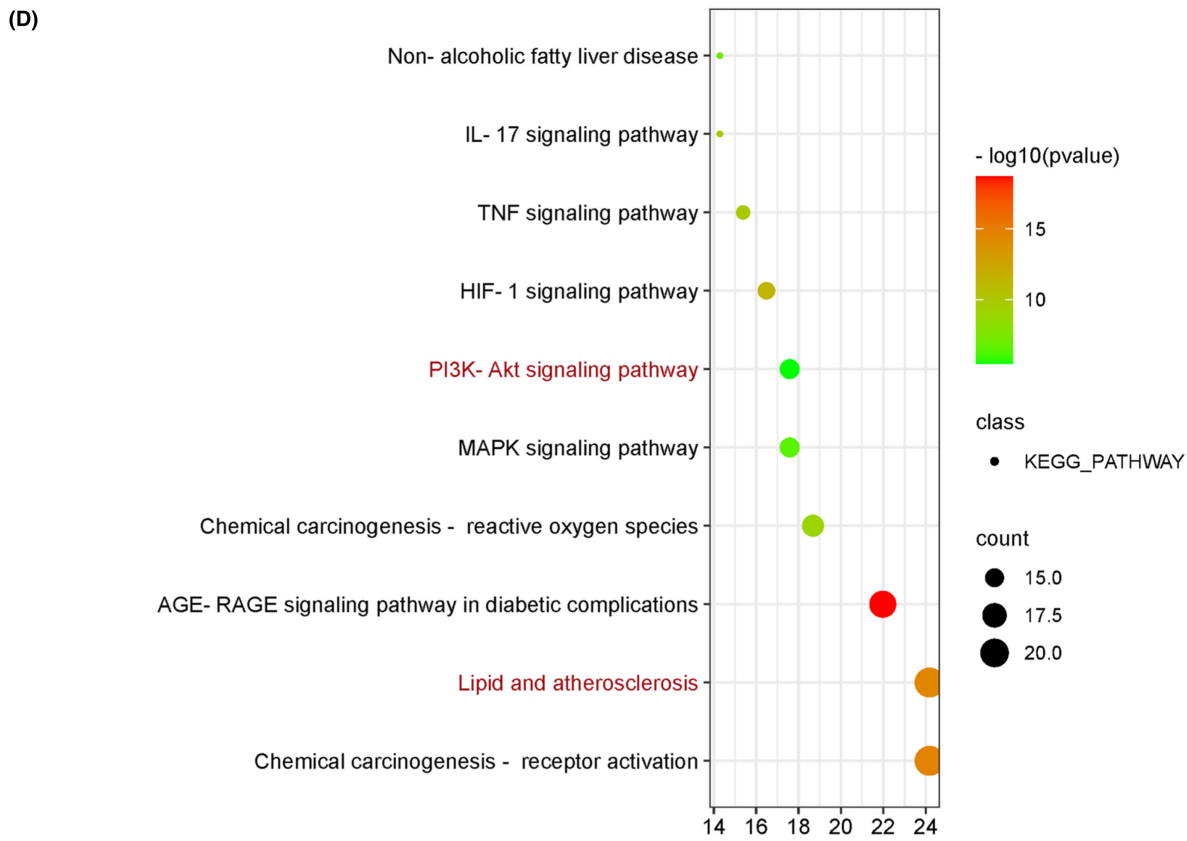 (D)
Non- alcoholic fatty liver disease
IL- 17 signaling pathway
TNF signaling pathway
HIF- 1 signaling pathway
PI3K- Akt signaling pathway
MAPK signaling pathway
Chemical carcinogenesis -  reactive oxygen species
AGE- RAGE signaling pathway in diabetic complications
Lipid and atherosclerosis
Chemical carcinogenesis -  receptor activation
14 16 18 20 22 24
- log10(pvalue)
15
10
class
KEGG_PATHWAY
count
15.0
17.5
20.0